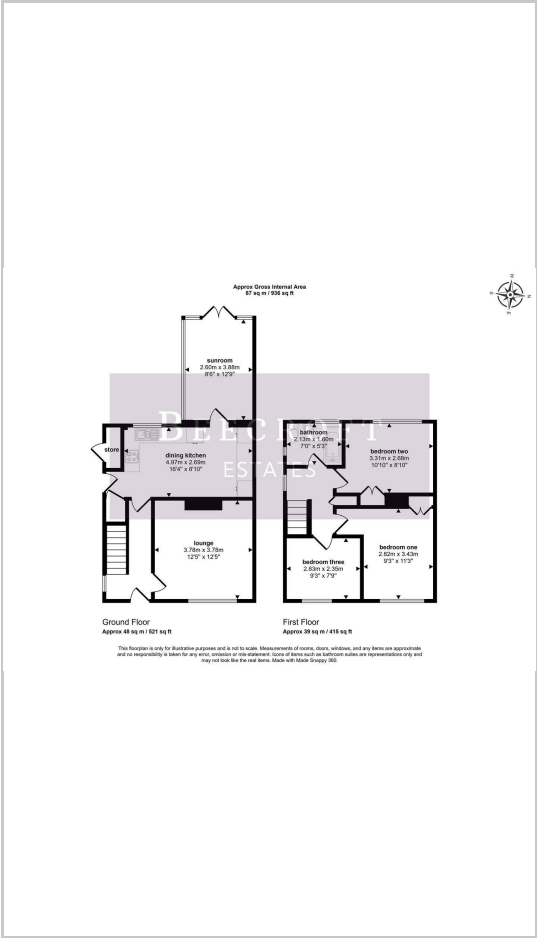 Approx Gross Internal Area
87 sq m / 936 sq ft
sunroom
2.60m x 3.88m
8'6" x 12'9"
BEECROFT
ESTATES
store
dining kitchen
4.97m x 2.69m
16'4" x 8'10"
lounge
3.78m x 3.78m
12'5" x 12'5"
bathroom
2.13m x 1.60m
7'0" x 5'3"
bedroom two
3.31m x 2.68m
10'10" x 8'10"
bedroom one
2.82m x 3.43m
9'3" x 11'3"
bedroom three
2.83m x 2.35m
9'3" x 7'9"
Ground Floor
Approx 48 sq m / 521 sq ft
First Floor
Approx 39 sq m / 415 sq ft
This floorplan is only for illustrative purposes and is not to scale. Measurements of rooms, doors, windows, and any items are approximate
and no responsibility is taken for any error, omission or mis-statement. Icons of items such as bathroom suites are representations only and
may not look like the real items. Made with Made Snappy 360.